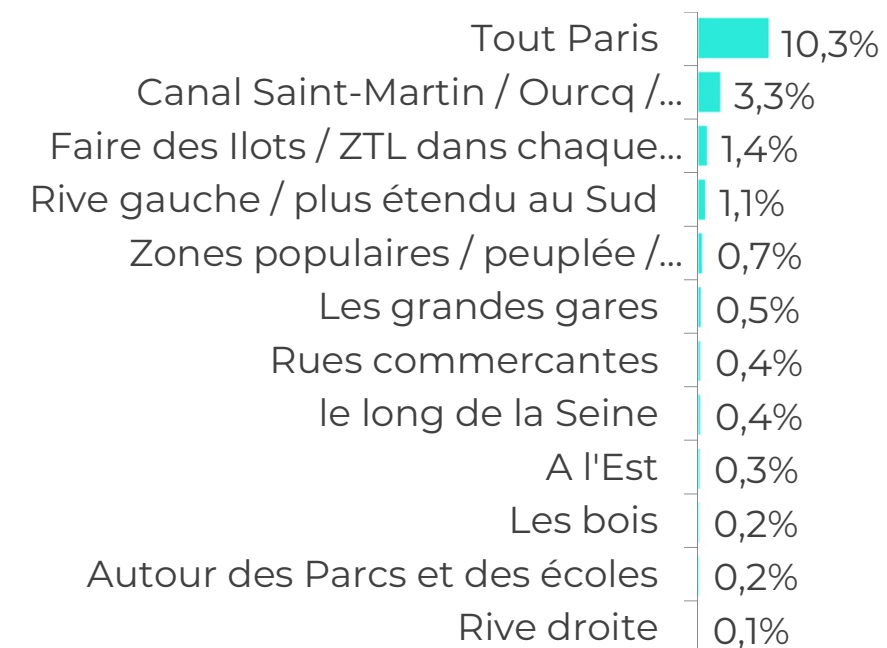 Tout Paris 10,3%
Canal Saint-Martin / Ourcq /... 3,3%
Faire des Ilots / ZTL dans chaque... 1,4%
Rive gauche / plus étendu au Sud 1,1%
Zones populaires / peuplée /... 0,7%
Les grandes gares 0,5%
Rues commercantes 0,4%
le long de la Seine 0,4%
A l'Est 0,3%
Les bois 0,2%
Autour des Parcs et des écoles 0,2%
Rive droite 0,1%